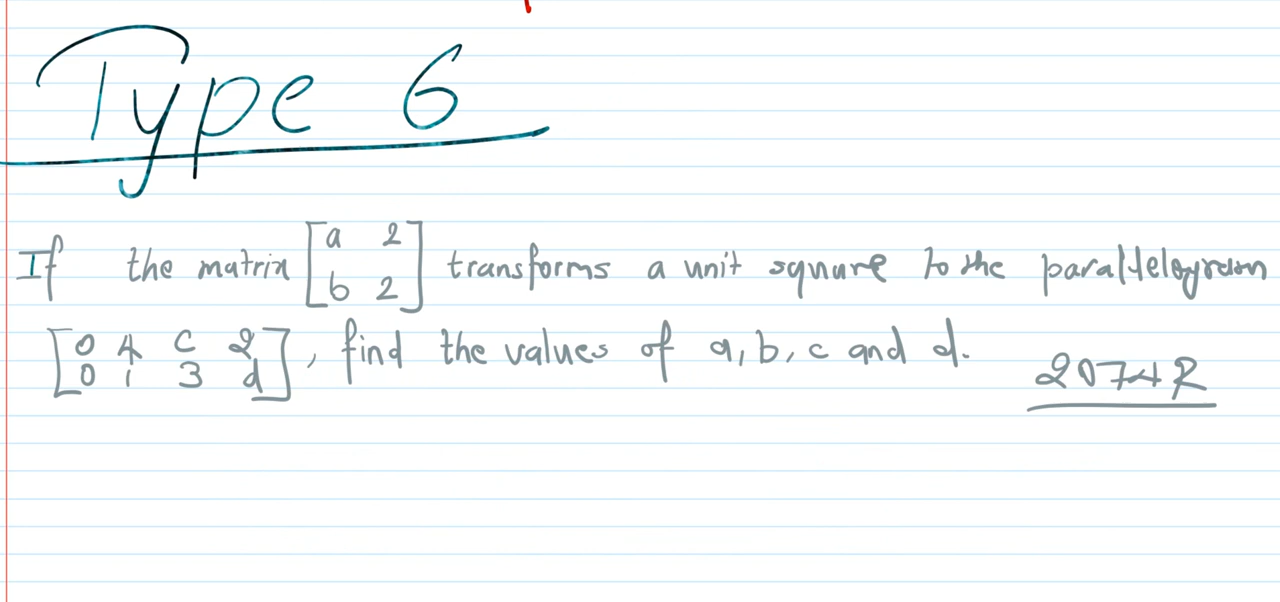 Type 6
If the matrix [a 2
b 2] transforms a unit square to the parallelogram
[0 4 c 2
0 1 3 d], find the values of a, b, c and d.
2074 R